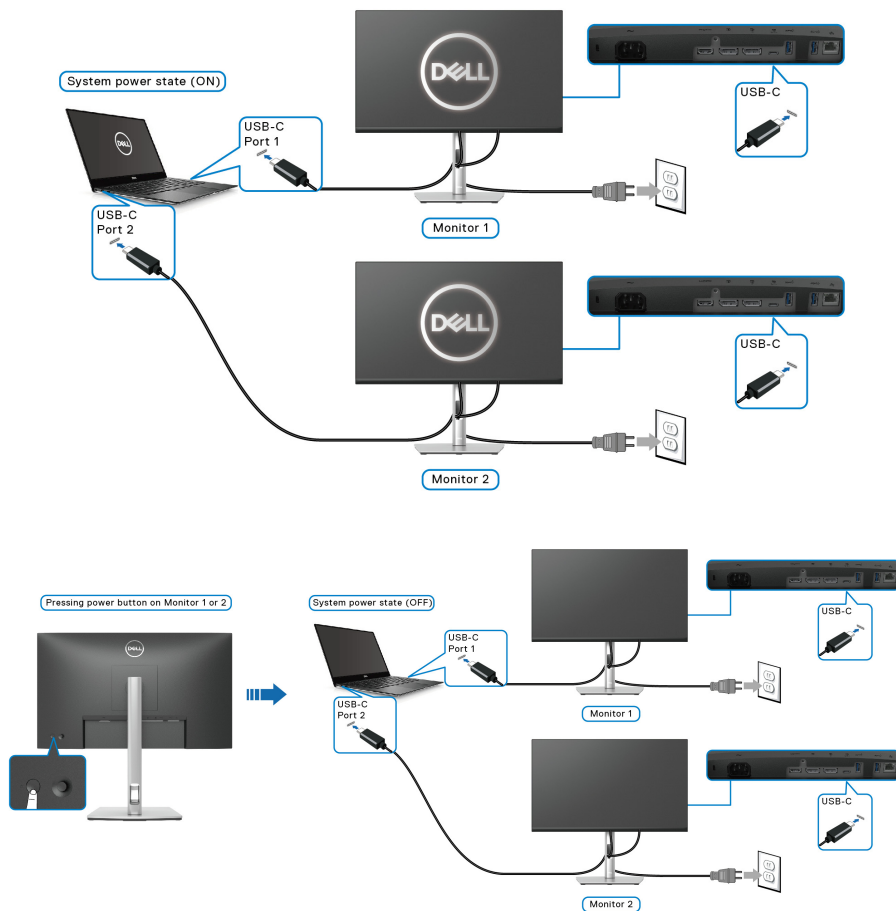 System power state (ON)
DELL
USB-C
Port 1
DELL
USB-C
Monitor 1
USB-C
Port 2
DELL
USB-C
Monitor 2
Pressing power button on Monitor 1 or 2
System power state (OFF)
DELL
USB-C
Port 1
USB-C
Monitor 1
USB-C
Port 2
USB-C
Monitor 2